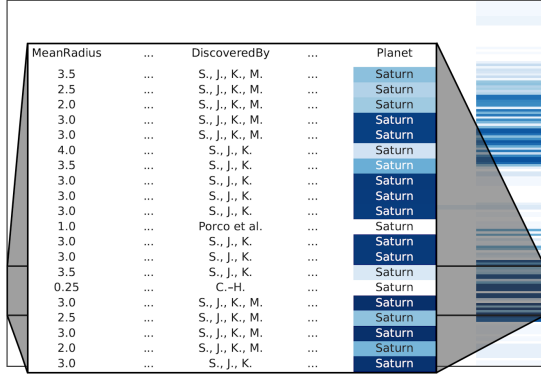 MeanRadius ... DiscoveredBy ... Planet
3.5 ... S., J., K., M. ... Saturn
2.5 ... S., J., K., M. ... Saturn
2.0 ... S., J., K., M. ... Saturn
3.0 ... S., J., K., M. ... Saturn
3.0 ... S., J., K., M. ... Saturn
4.0 ... S., J., K. ... Saturn
3.5 ... S., J., K. ... Saturn
3.0 ... S., J., K. ... Saturn
3.0 ... S., J., K. ... Saturn
3.0 ... S., J., K. ... Saturn
1.0 ... Porco et al. ... Saturn
3.0 ... S., J., K. ... Saturn
3.0 ... S., J., K. ... Saturn
3.5 ... S., J., K. ... Saturn
0.25 ... C.–H. ... Saturn
3.0 ... S., J., K., M. ... Saturn
2.5 ... S., J., K., M. ... Saturn
3.0 ... S., J., K., M. ... Saturn
2.0 ... S., J., K., M. ... Saturn
3.0 ... S., J., K. ... Saturn